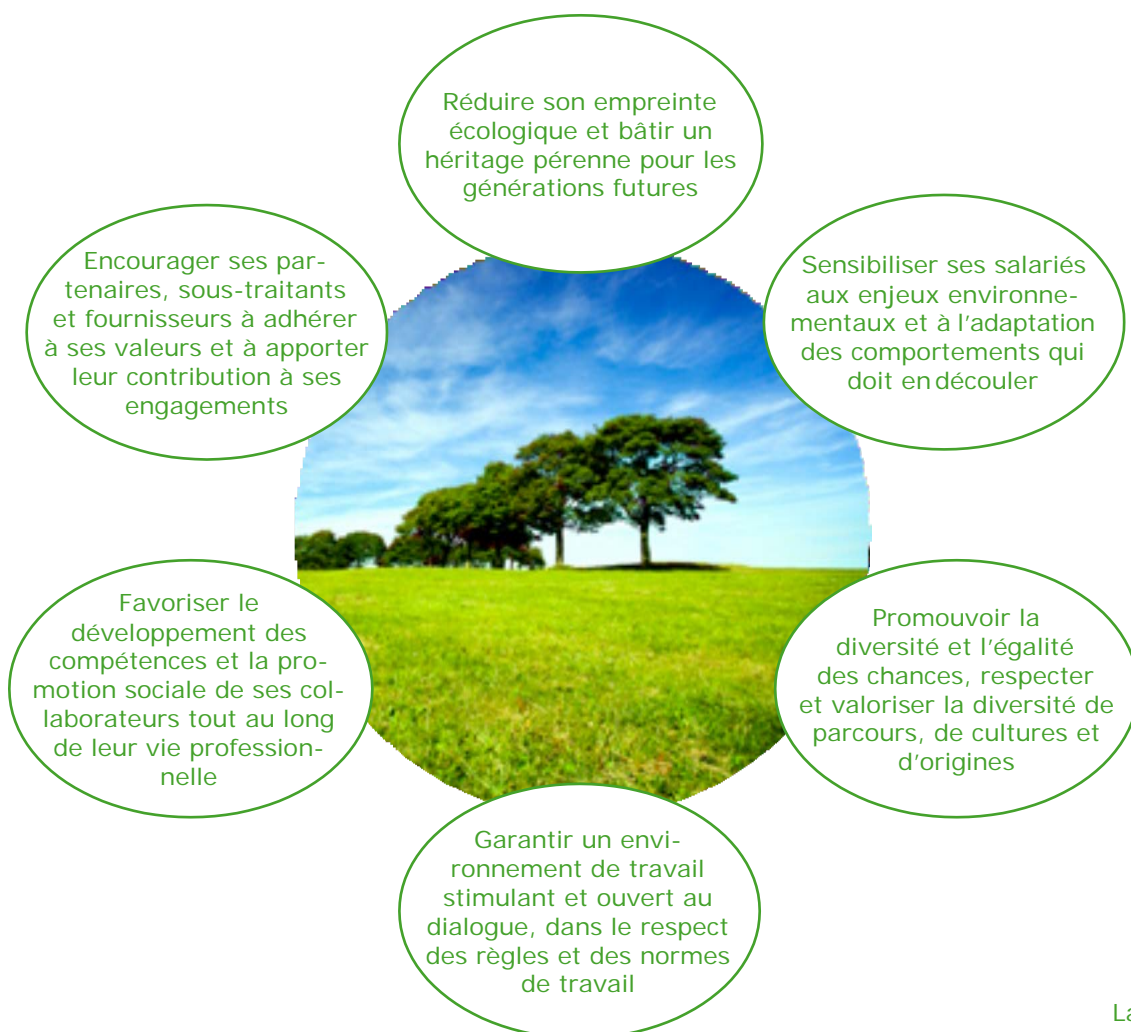 Réduire son empreinte
écologique et bâtir un
héritage pérenne pour les
générations futures
Sensibiliser ses salariés
aux enjeux environne-
mentaux et à l'adaptation
des comportements qui
doit en découler
Promouvoir la
diversité et l'égalité
des chances, respecter
et valoriser la diversité de
parcours, de cultures et
d'origines
Garantir un envi-
ronnement de travail
stimulant et ouvert au
dialogue, dans le respect
des règles et des normes
de travail
Favoriser le
développement des
compétences et la pro-
motion sociale de ses col-
laborateurs tout au long
de leur vie profession-
nelle
Encourager ses par-
tenaires, sous-traitants
et fournisseurs à adhérer
à ses valeurs et à apporter
leur contribution à ses
engagements
La